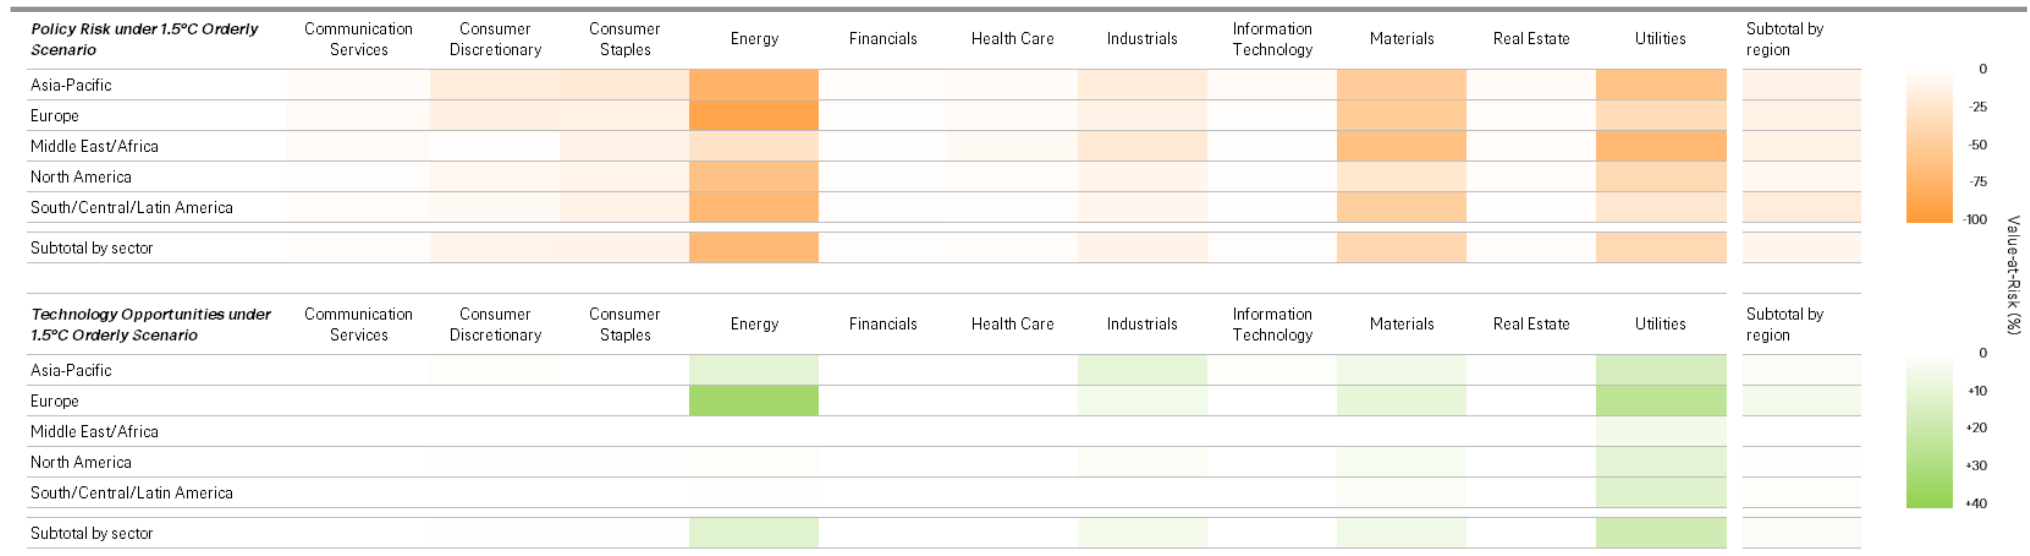 Policy Risk under 1.5°C Orderly
Scenario
Communication
Services
Consumer
Discretionary
Consumer
Staples
Energy
Financials
Health Care
Industrials
Information
Technology
Materials
Real Estate
Utilities
Subtotal by
region
Asia-Pacific
Europe
Middle East/Africa
North America
South/Central/Latin America
Subtotal by sector
0
-25
-50
-75
-100
Value-at-Risk (%)
Technology Opportunities under
1.5°C Orderly Scenario
Communication
Services
Consumer
Discretionary
Consumer
Staples
Energy
Financials
Health Care
Industrials
Information
Technology
Materials
Real Estate
Utilities
Subtotal by
region
Asia-Pacific
Europe
Middle East/Africa
North America
South/Central/Latin America
Subtotal by sector
0
+10
+20
+30
+40